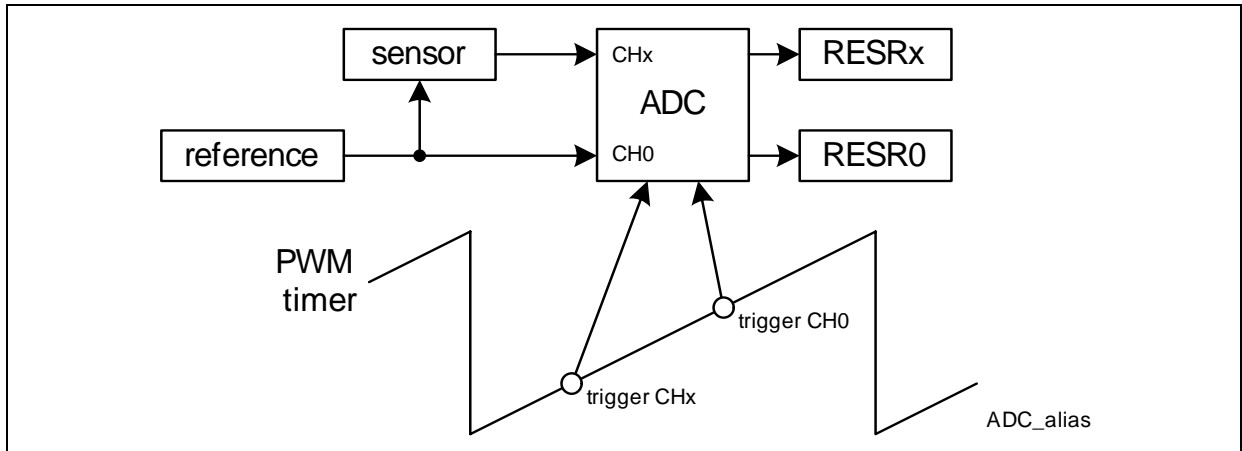 sensor
CHx
RESRx
ADC
reference
CH0
RESR0
PWM
timer
trigger CH0
trigger CHx
ADC_alias